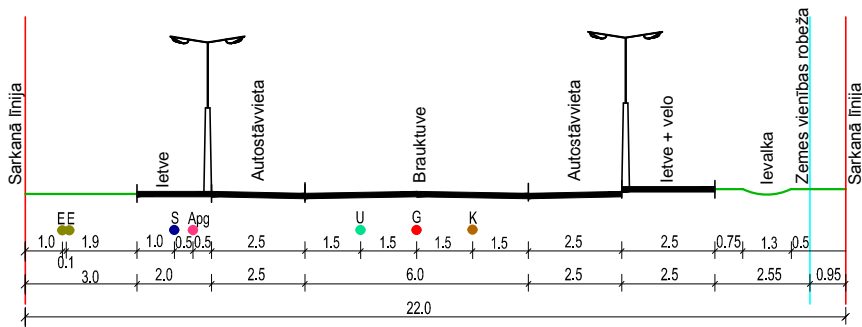 Sarkanā līnija
Ietve
Autostāvvieta
Brauktuve
Autostāvvieta
Ietve + velo
Ievalka
Zemes vienības robeža
Sarkanā līnija
E E S Apg U G K
1.0 1.9 1.0 0.5 0.5 2.5 1.5 1.5 1.5 1.5 2.5 2.5 0.75 1.3 0.5
0.1
3.0 2.0 2.5 6.0 2.5 2.5 2.55 0.95
22.0